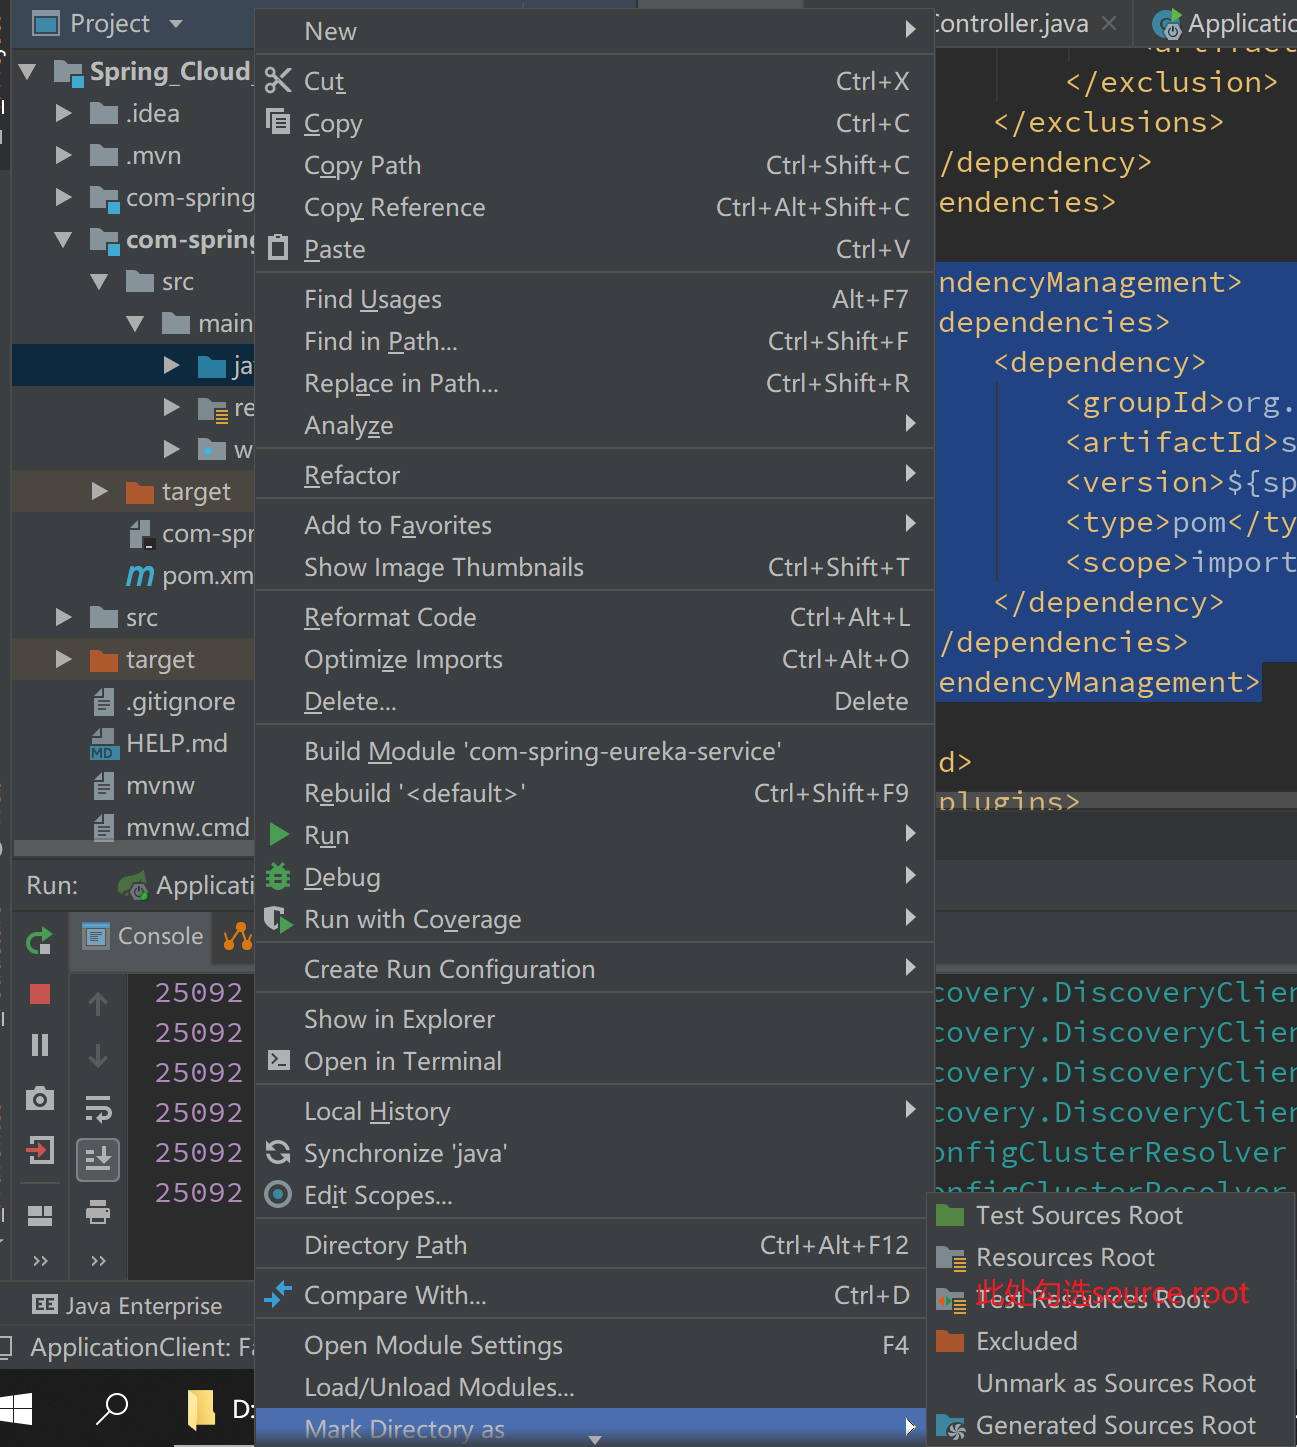 Project
Spring_Cloud_
.idea
.mvn
com-spring
com-spring
src
main
ja
re
w
target
com-spr
pom.xm
src
target
.gitignore
HELP.md
mvnw
mvnw.cmd
New
Cut Ctrl+X
Copy Ctrl+C
Copy Path Ctrl+Shift+C
Copy Reference Ctrl+Alt+Shift+C
Paste Ctrl+V
Find Usages Alt+F7
Find in Path... Ctrl+Shift+F
Replace in Path... Ctrl+Shift+R
Analyze
Refactor
Add to Favorites
Show Image Thumbnails Ctrl+Shift+T
Reformat Code Ctrl+Alt+L
Optimize Imports Ctrl+Alt+O
Delete... Delete
Build Module 'com-spring-eureka-service'
Rebuild '<default>' Ctrl+Shift+F9
Run
Debug
Run with Coverage
Create Run Configuration
Show in Explorer
Open in Terminal
Local History
Synchronize 'java'
Edit Scopes...
Directory Path Ctrl+Alt+F12
Compare With... Ctrl+D
Open Module Settings F4
Load/Unload Modules...
Mark Directory as
Test Sources Root
Resources Root
此处勾选source root
Test Resources Root
Excluded
Unmark as Sources Root
Generated Sources Root
Controller.java
Applicatio
<artifact
</exclusion>
</exclusions>
/dependency>
endencies>
ndencyManagement>
dependencies>
<dependency>
<groupId>org.
<artifactId>s
<version>${sp
<type>pom</ty
<scope>import
</dependency>
/dependencies>
endencyManagement>
d>
plugins>
Run:
Applicati
Console
25092 covery.DiscoveryClien
25092 covery.DiscoveryClien
25092 covery.DiscoveryClien
25092 covery.DiscoveryClien
25092 onfigClusterResolver
25092 onfigClusterResolver
Java Enterprise
ApplicationClient: Fa
D: